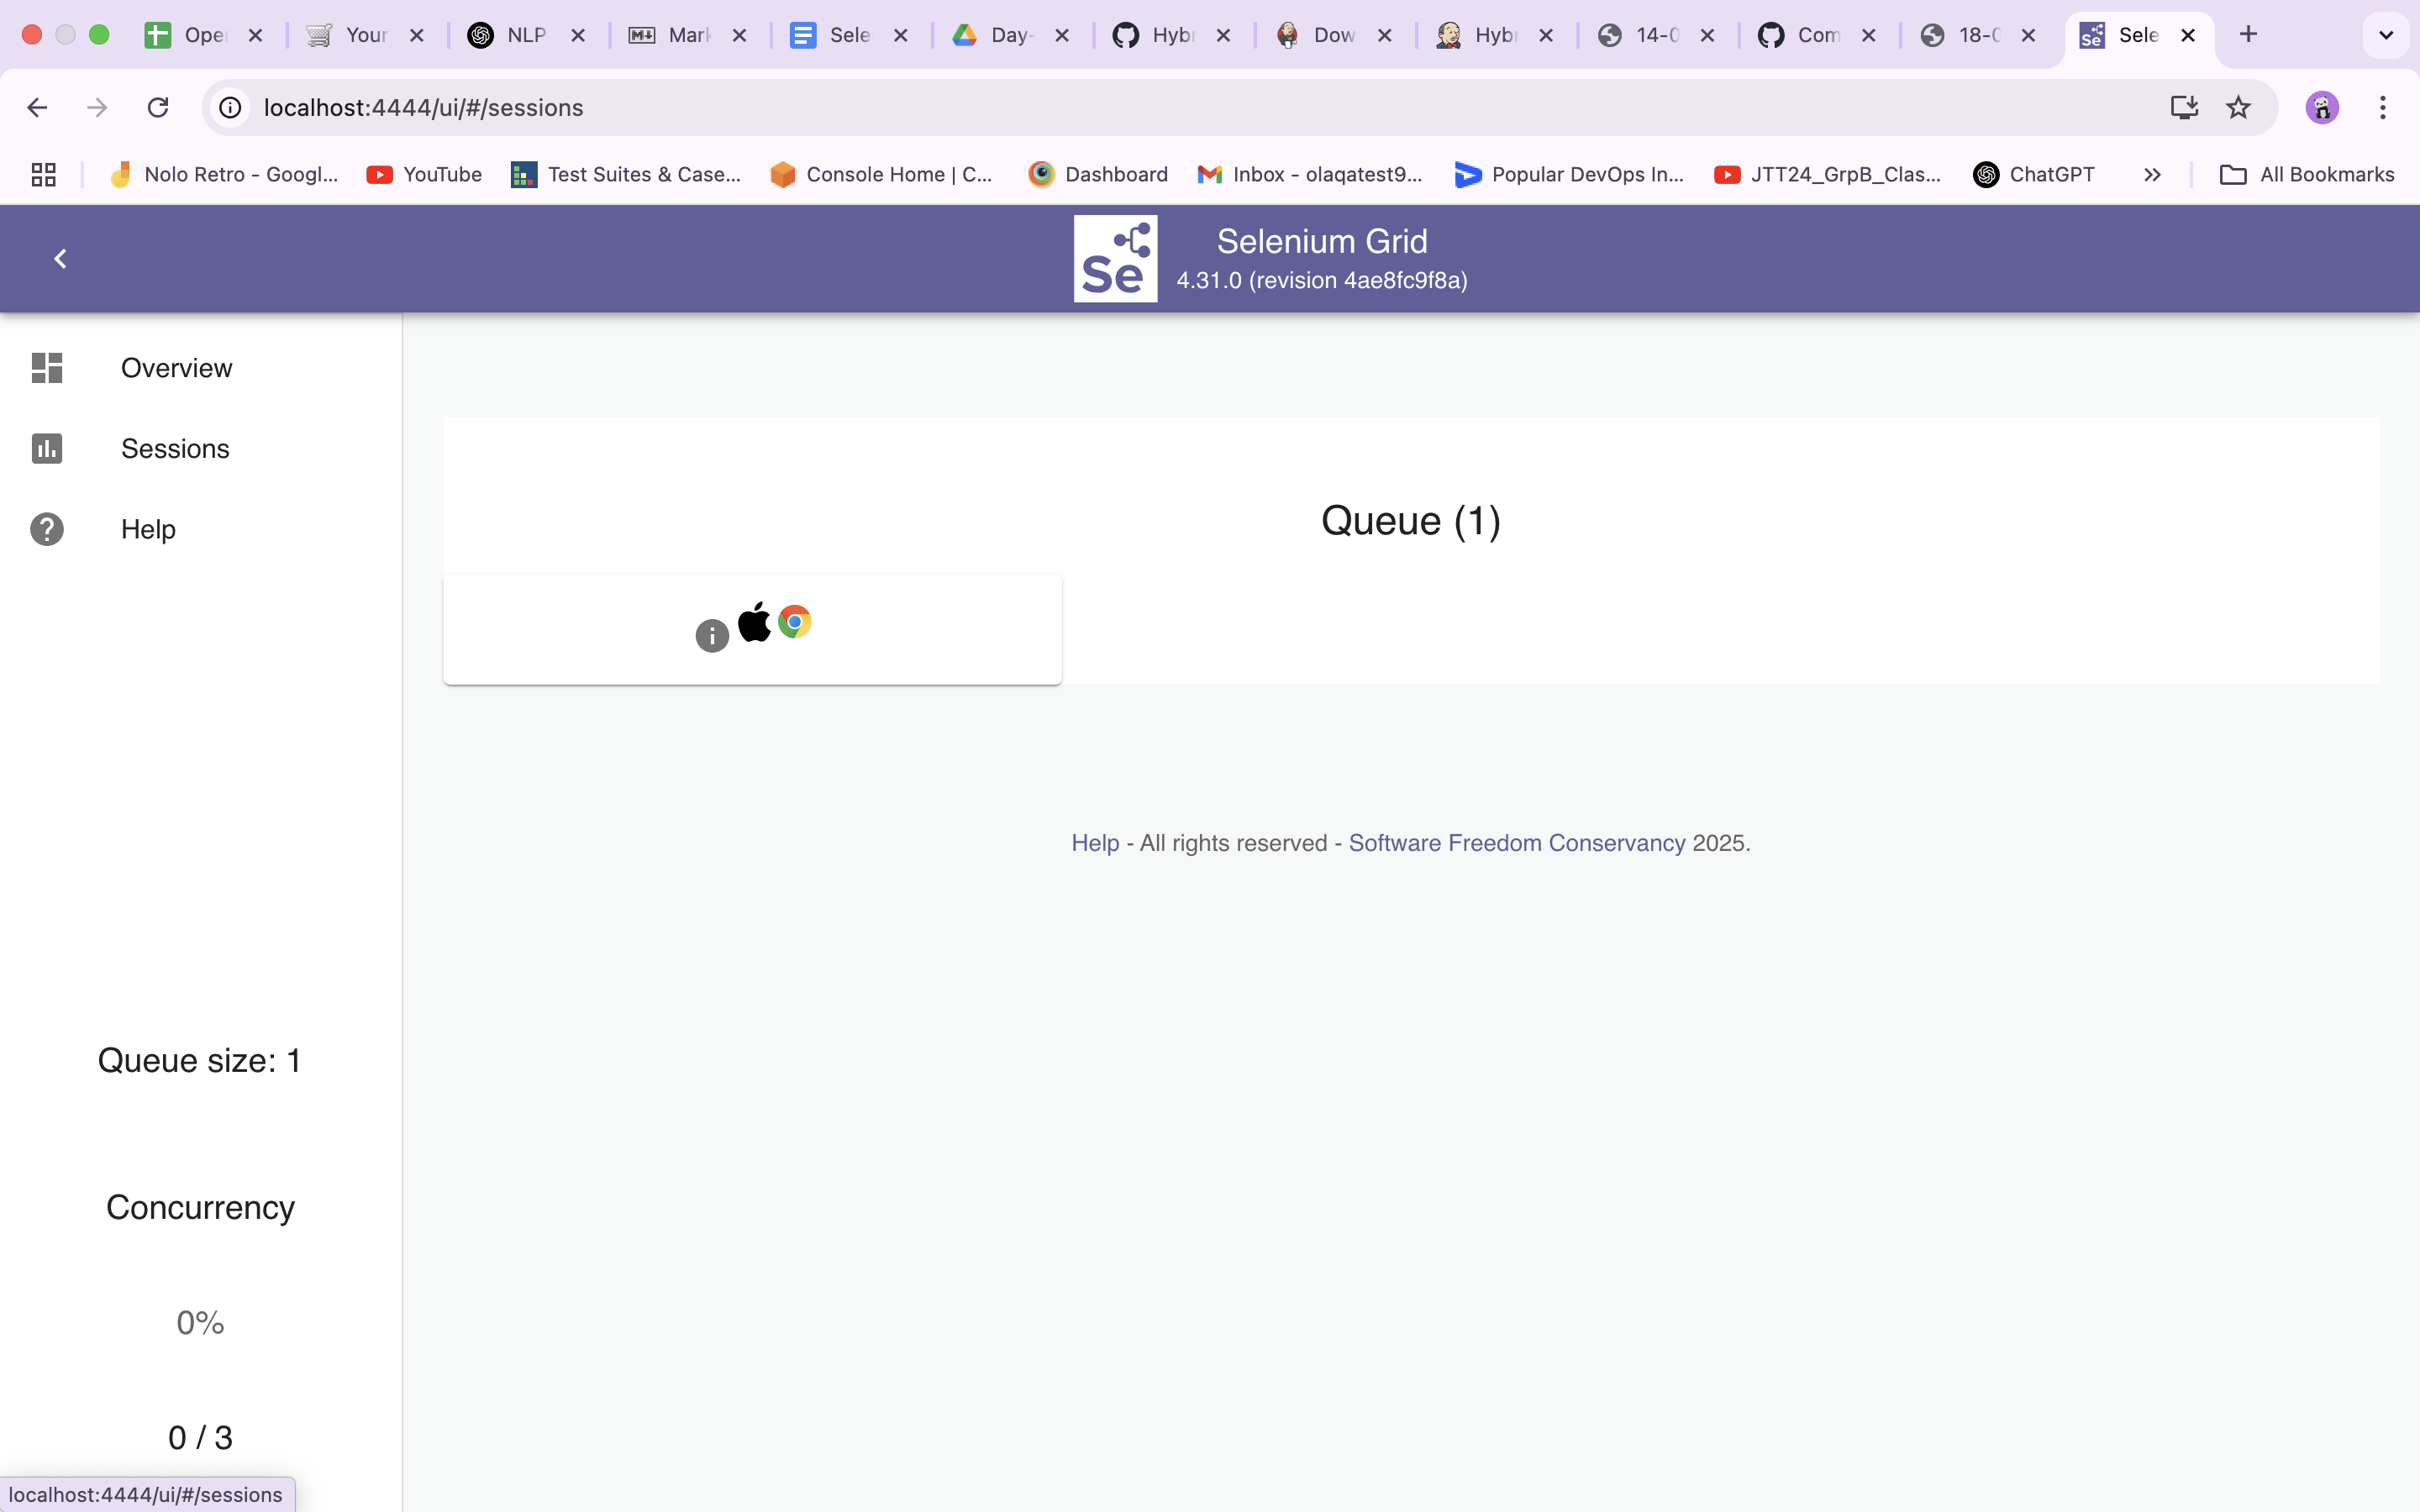 Ope
Your
NLP
Mark
Sele
Day-
Hybr
Dow
Hybr
14-0
Com
18-0
Sele
localhost:4444/ui/#/sessions
Nolo Retro - Googl...
YouTube
Test Suites & Case...
Console Home | C...
Dashboard
Inbox - olaqatest9...
Popular DevOps In...
JTT24_GrpB_Clas...
ChatGPT
All Bookmarks
Se
Selenium Grid
4.31.0 (revision 4ae8fc9f8a)
Overview
Sessions
Help
Queue (1)
Help - All rights reserved - Software Freedom Conservancy 2025.
Queue size: 1
Concurrency
0%
0 / 3
localhost:4444/ui/#/sessions